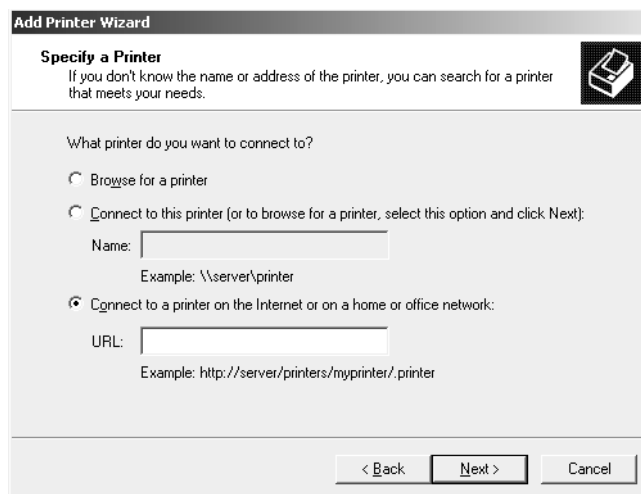 Add Printer Wizard
Specify a Printer
If you don't know the name or address of the printer, you can search for a printer
that meets your needs.
What printer do you want to connect to?
Browse for a printer
Connect to this printer (or to browse for a printer, select this option and click Next):
Name:
Example: \\server\printer
Connect to a printer on the Internet or on a home or office network:
URL:
Example: http://server/printers/myprinter/.printer
< Back Next > Cancel